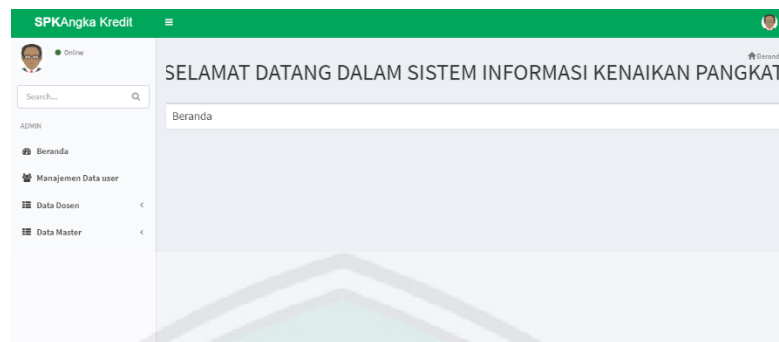 SPKAngka Kredit
Online
Search...
ADMIN
Beranda
Manajemen Data user
Data Dosen
Data Master
Beranda
SELAMAT DATANG DALAM SISTEM INFORMASI KENAIKAN PANGKAT
Beranda